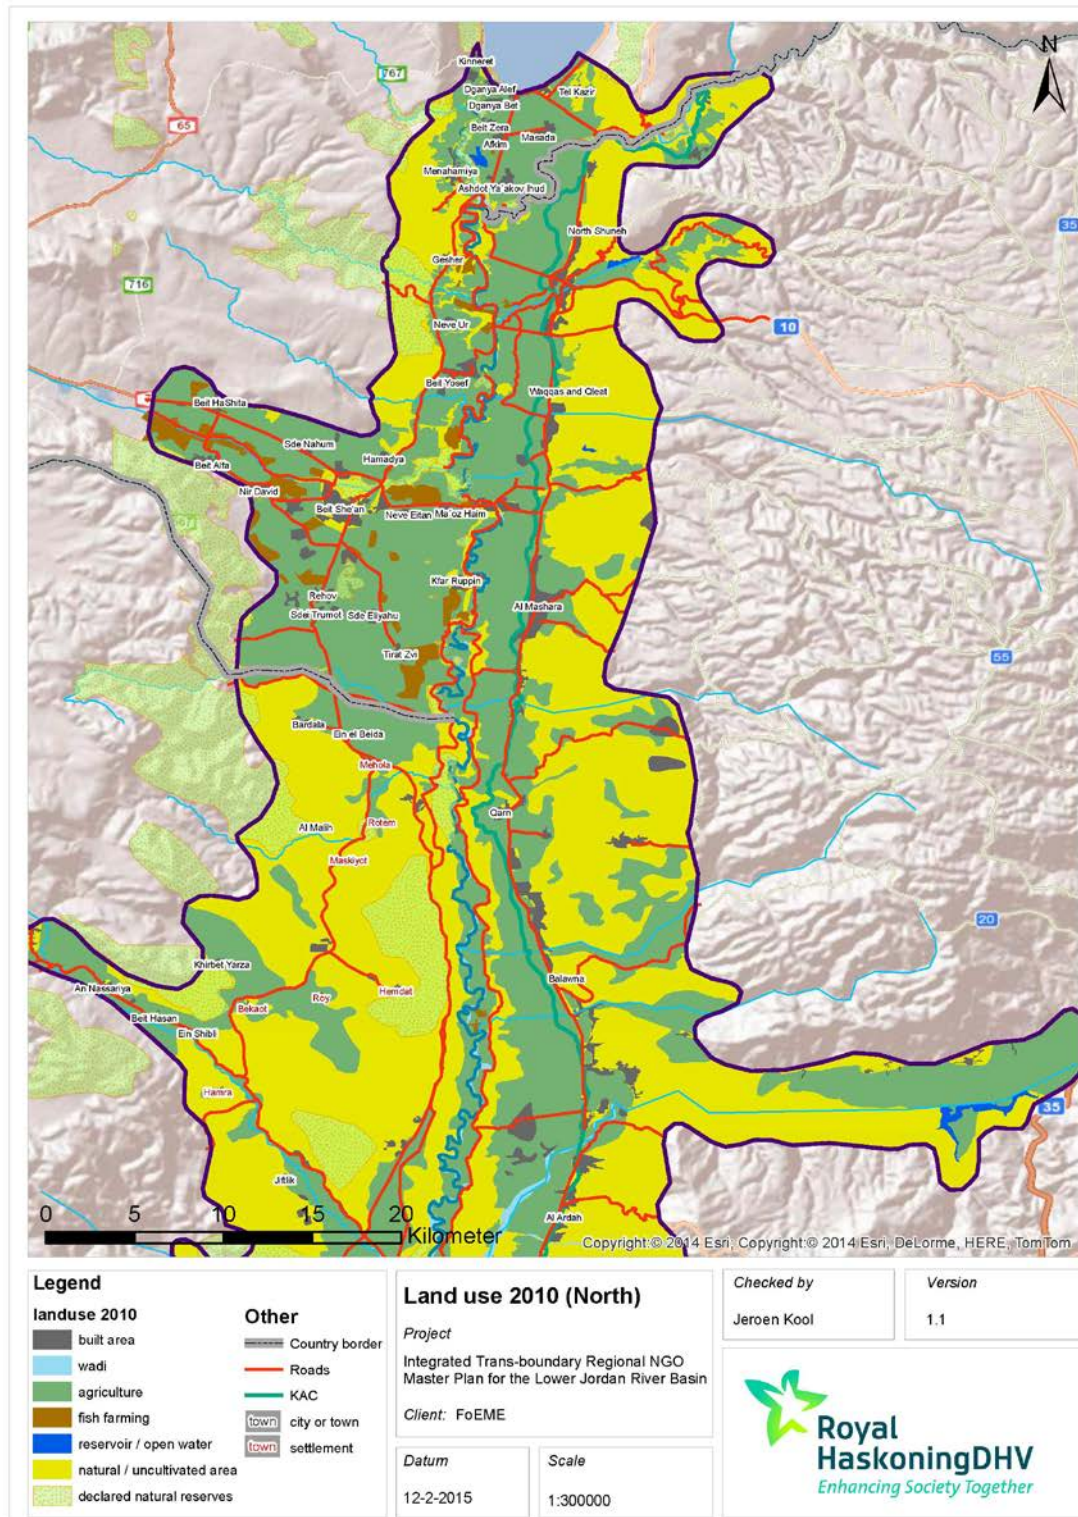 N
Kinneret
767
Dganya Alef
Tel Kazir
Dganya Bet
65
Beit Zera
Masada
Afkim
Menahamiya
Ashdot Ya`akov Ihud
35
North Shuneh
Gesher
716
10
Neve Ur
Beit Yosef
Waqqas and Qleat
Beit HaShita
Sde Nahum
Hamadya
Beit Alfa
Nir David
Beit She'an
Neve Eitan
Ma`oz Haim
Kfar Ruppin
Rehov
Al Mashara
Sdei Trumot
Sde Eliyahu
Tirat Zvi
55
Bardala
Ein el Beida
Mehola
Qarn
Al Malih
Rotem
Maskiyot
20
Khirbet Yarza
An Nassariya
Hemdat
Balawna
Roy
Bekaot
Beit Hasan
Ein Shibli
Hamra
35
Jiftlik
0 5 10 15 20
Kilometer
Al Ardah
Copyright:© 2014 Esri, Copyright:© 2014 Esri, DeLorme, HERE, TomTom
Legend
landuse 2010
built area
wadi
agriculture
fish farming
reservoir / open water
natural / uncultivated area
declared natural reserves
Other
Country border
Roads
KAC
town city or town
town settlement
Land use 2010 (North)
Project
Integrated Trans-boundary Regional NGO
Master Plan for the Lower Jordan River Basin
Client: FoEME
Datum
12-2-2015
Scale
1:300000
Checked by
Jeroen Kool
Version
1.1
Royal
HaskoningDHV
Enhancing Society Together